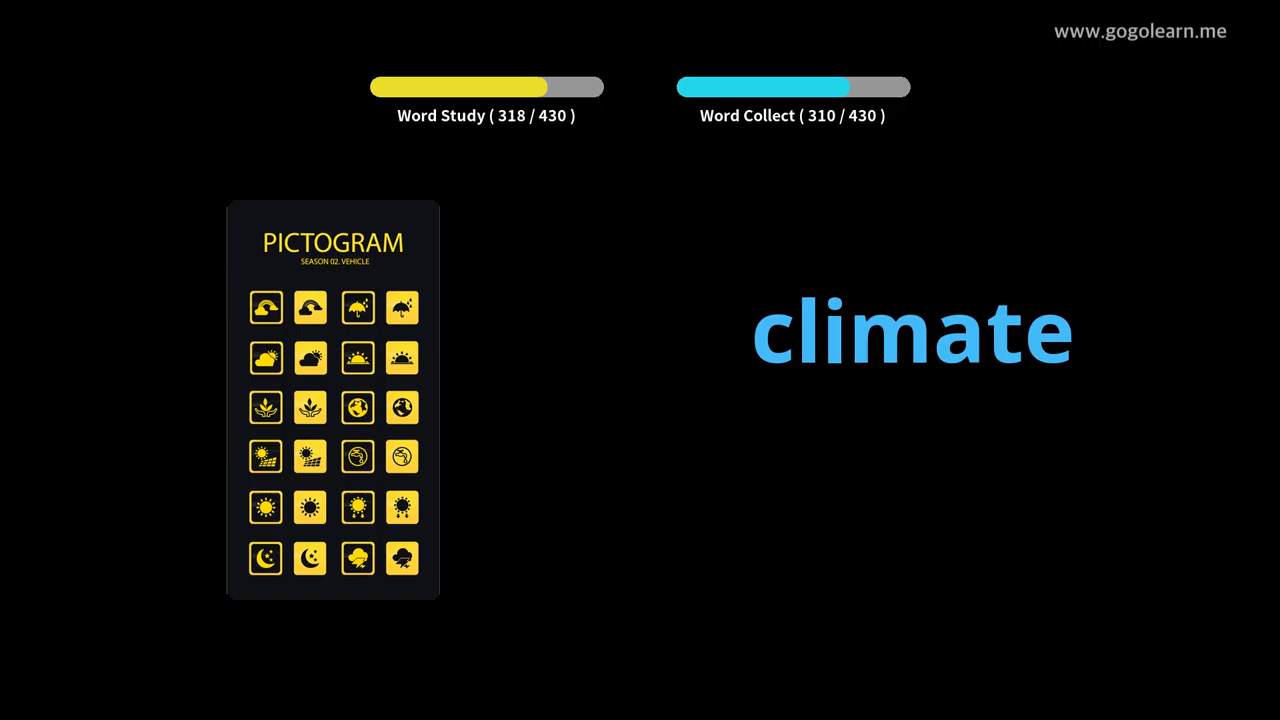 www.gogolearn.me
Word Study ( 318 / 430 )
Word Collect ( 310 / 430 )
PICTOGRAM
SEASON 02. VEHICLE
climate